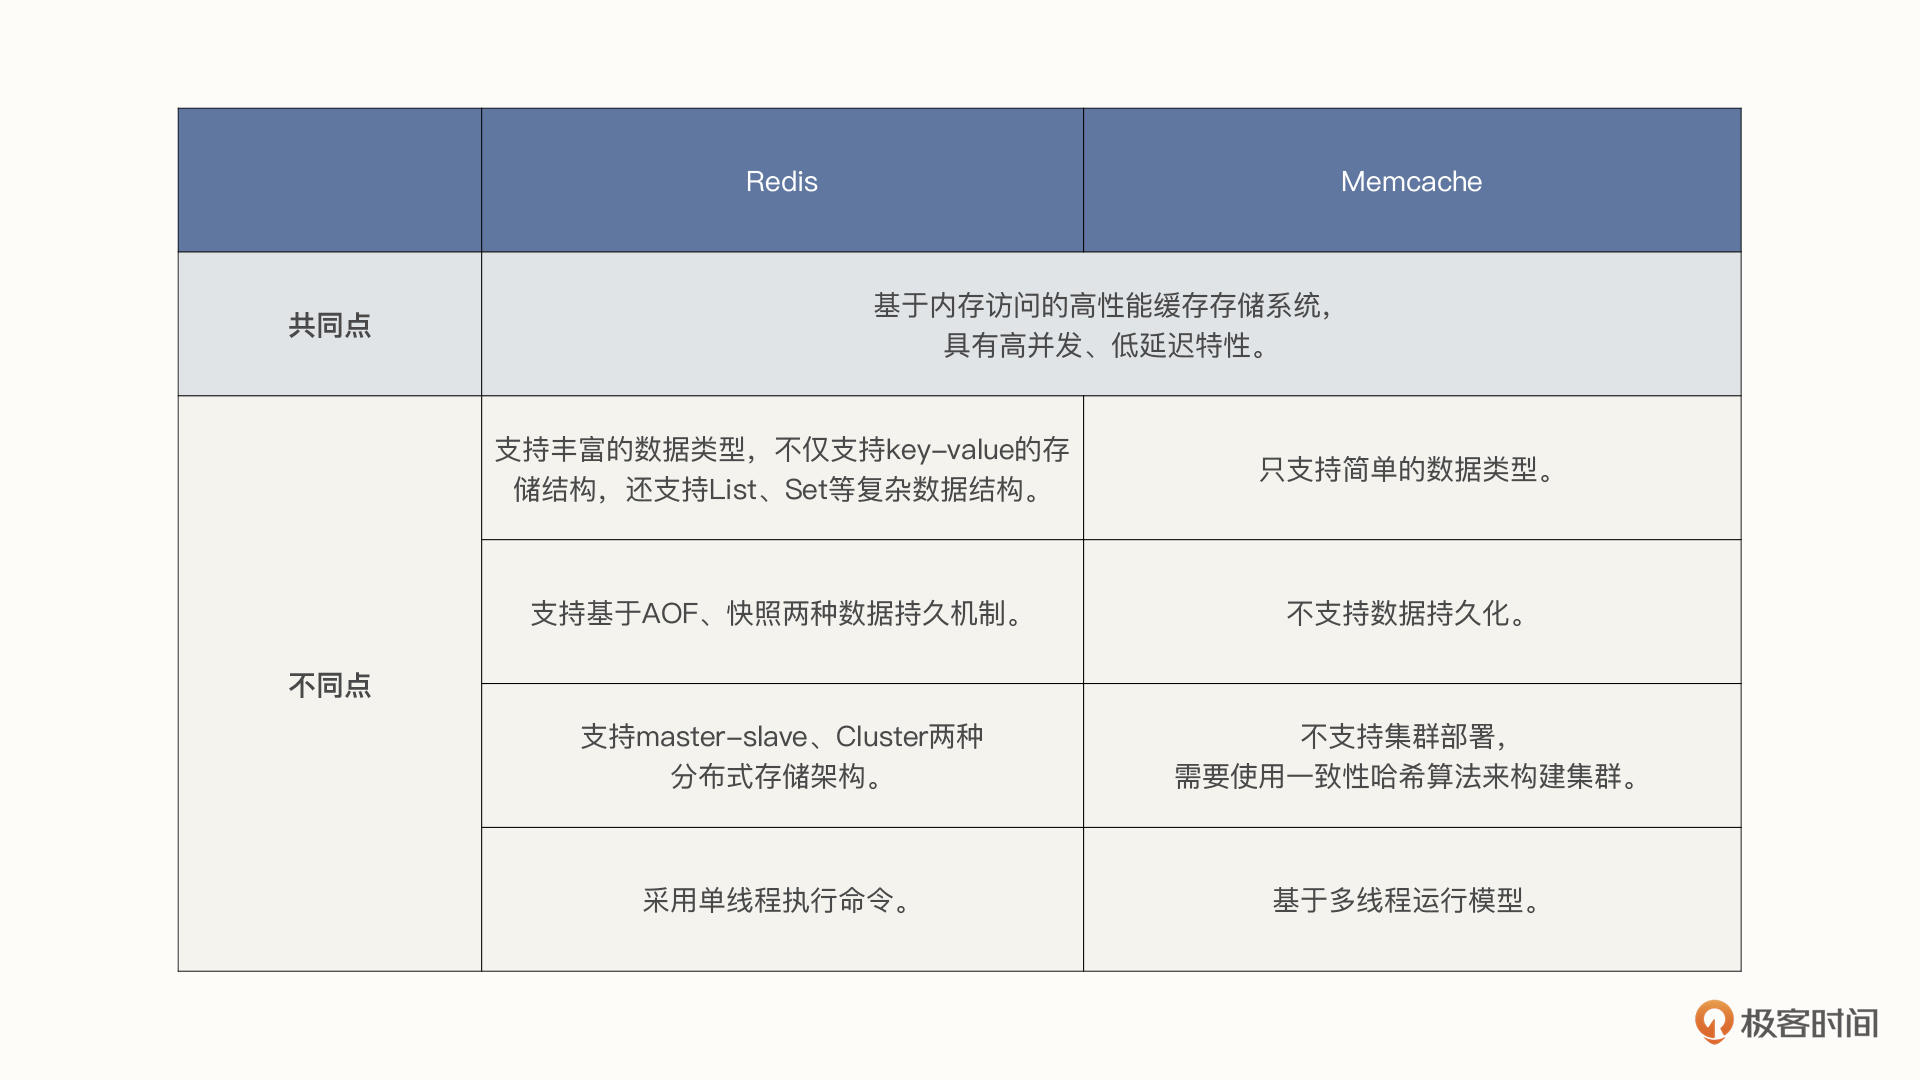 Redis
Memcache
共同点
基于内存访问的高性能缓存存储系统，
具有高并发、低延迟特性。
不同点
支持丰富的数据类型，不仅支持key-value的存
储结构，还支持List、Set等复杂数据结构。
只支持简单的数据类型。
支持基于AOF、快照两种数据持久机制。
不支持数据持久化。
支持master-slave、Cluster两种
分布式存储架构。
不支持集群部署，
需要使用一致性哈希算法来构建集群。
采用单线程执行命令。
基于多线程运行模型。
极客时间